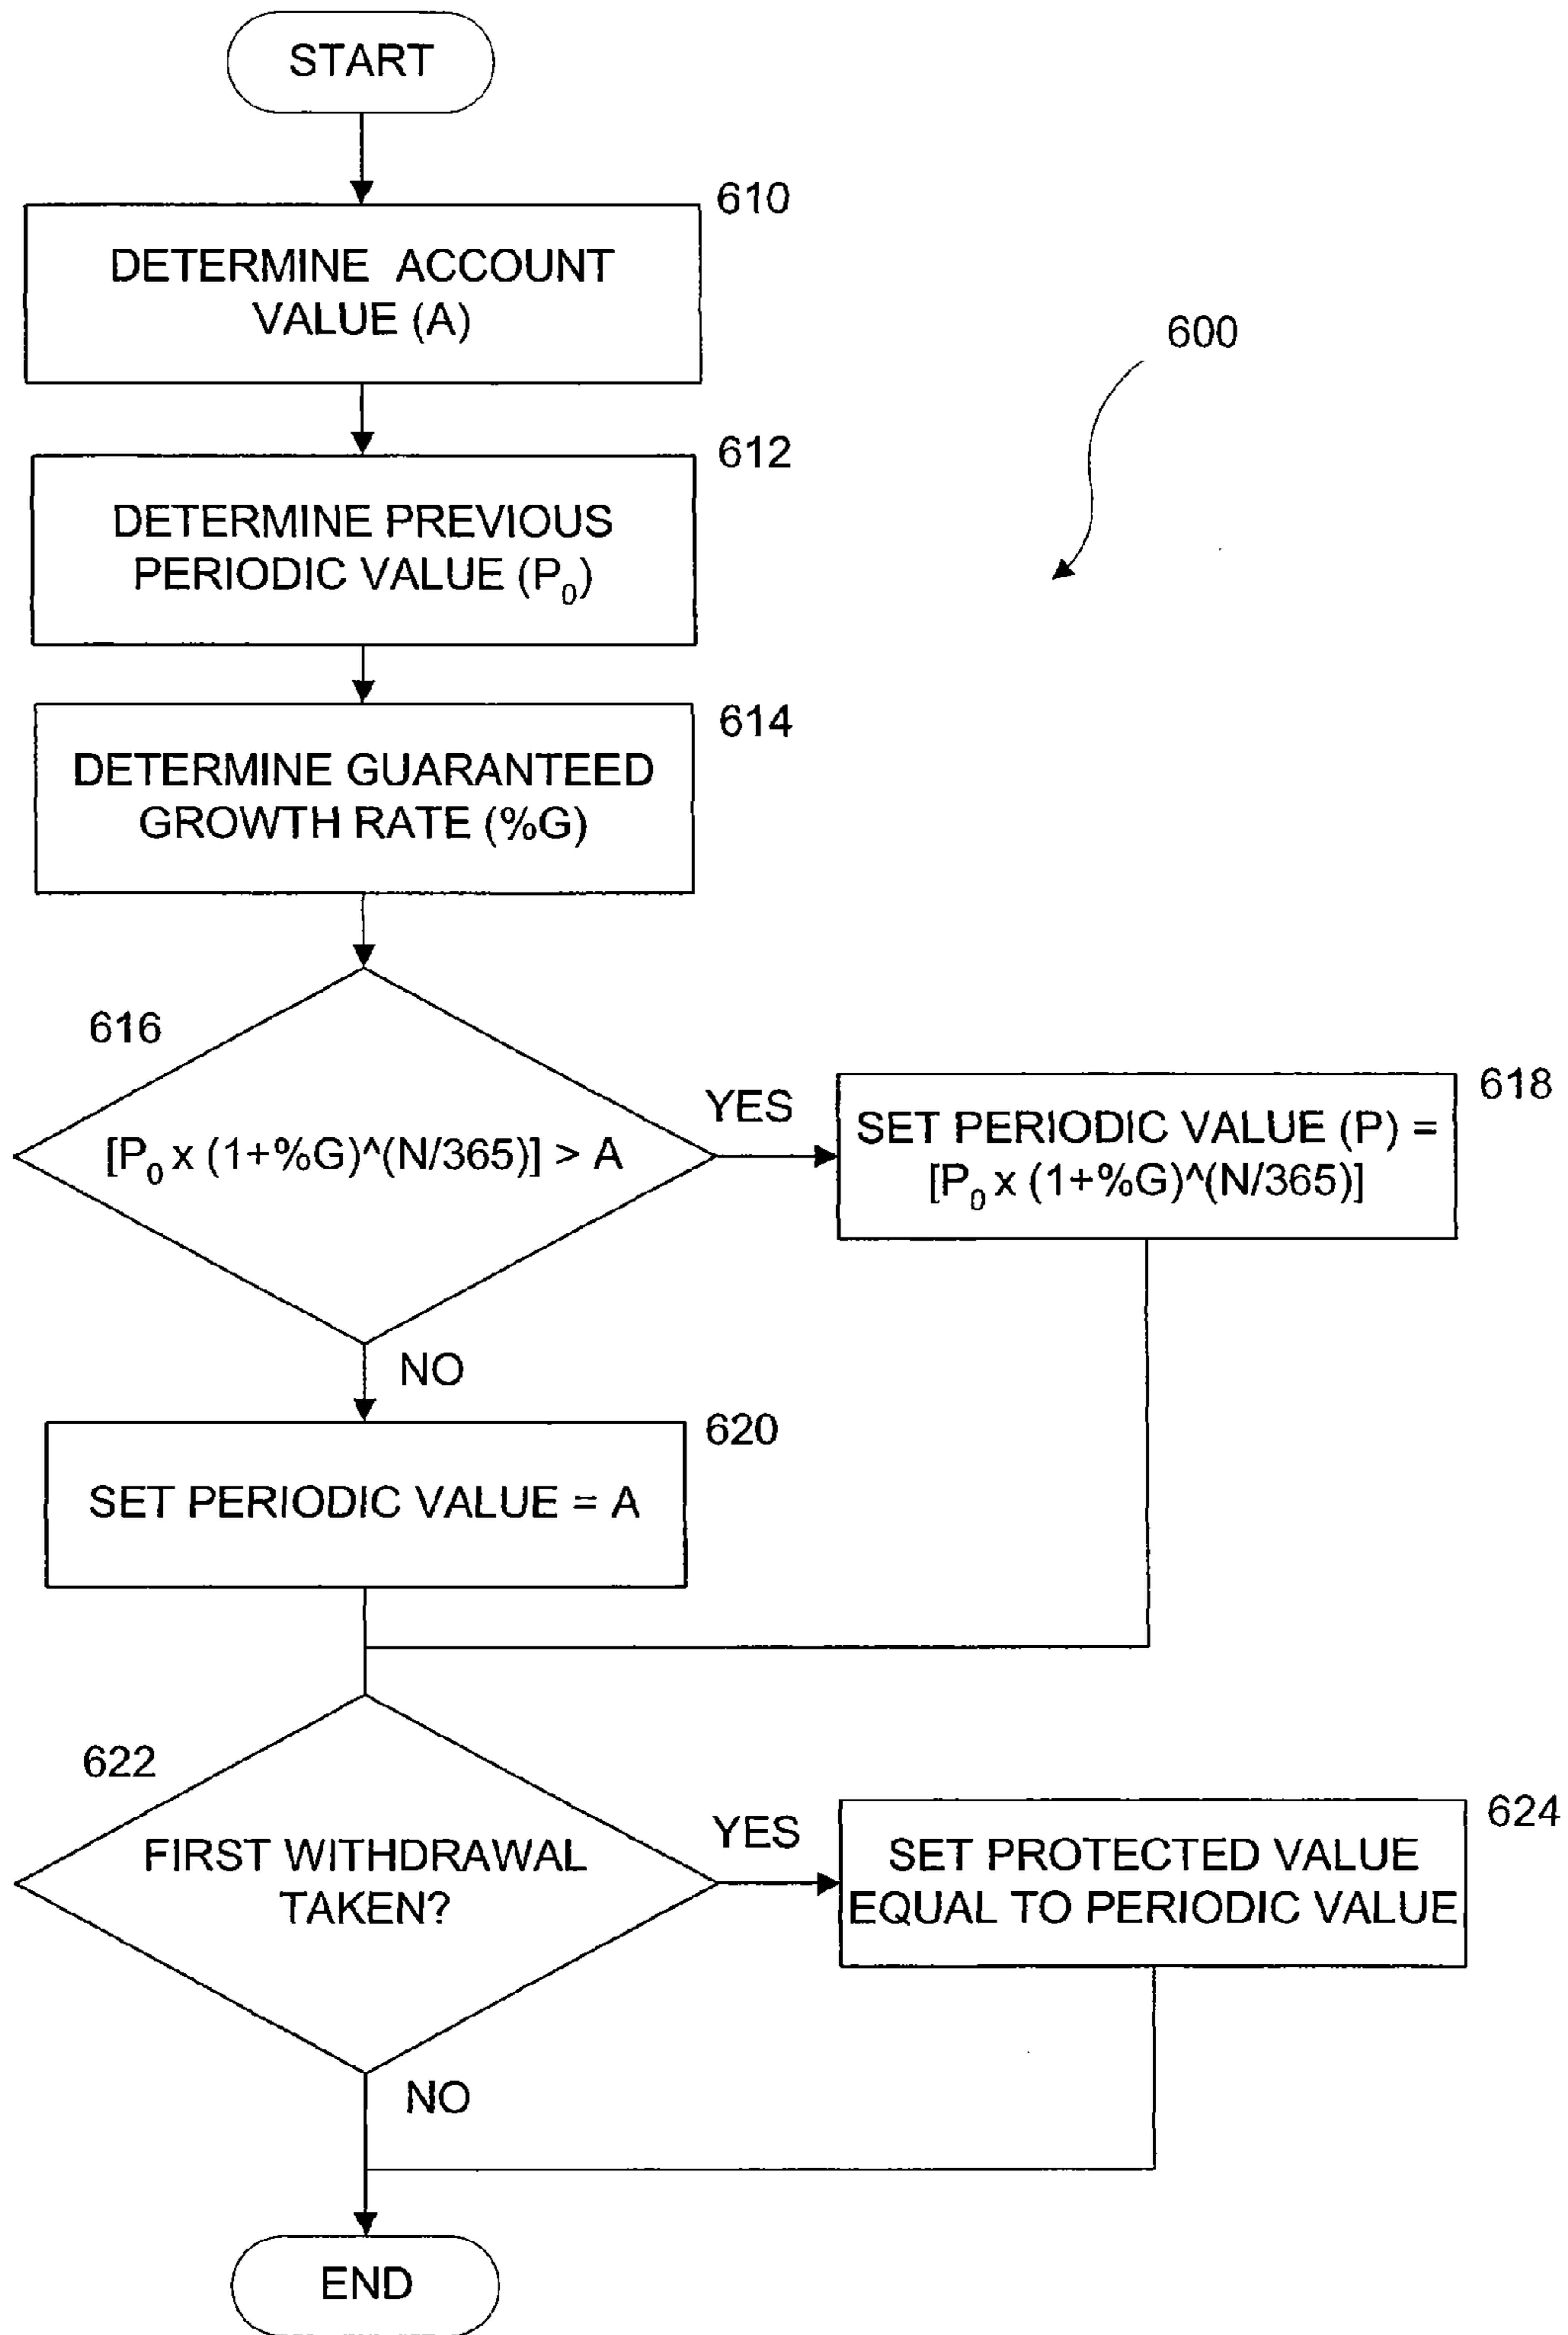 START
610
DETERMINE ACCOUNT
VALUE (A)
600
612
DETERMINE PREVIOUS
PERIODIC VALUE (P₀)
614
DETERMINE GUARANTEED
GROWTH RATE (%G)
616
[P₀ x (1+%G)^(N/365)] > A
YES
618
SET PERIODIC VALUE (P) =
[P₀ x (1+%G)^(N/365)]
NO
620
SET PERIODIC VALUE = A
622
FIRST WITHDRAWAL
TAKEN?
YES
624
SET PROTECTED VALUE
EQUAL TO PERIODIC VALUE
NO
END